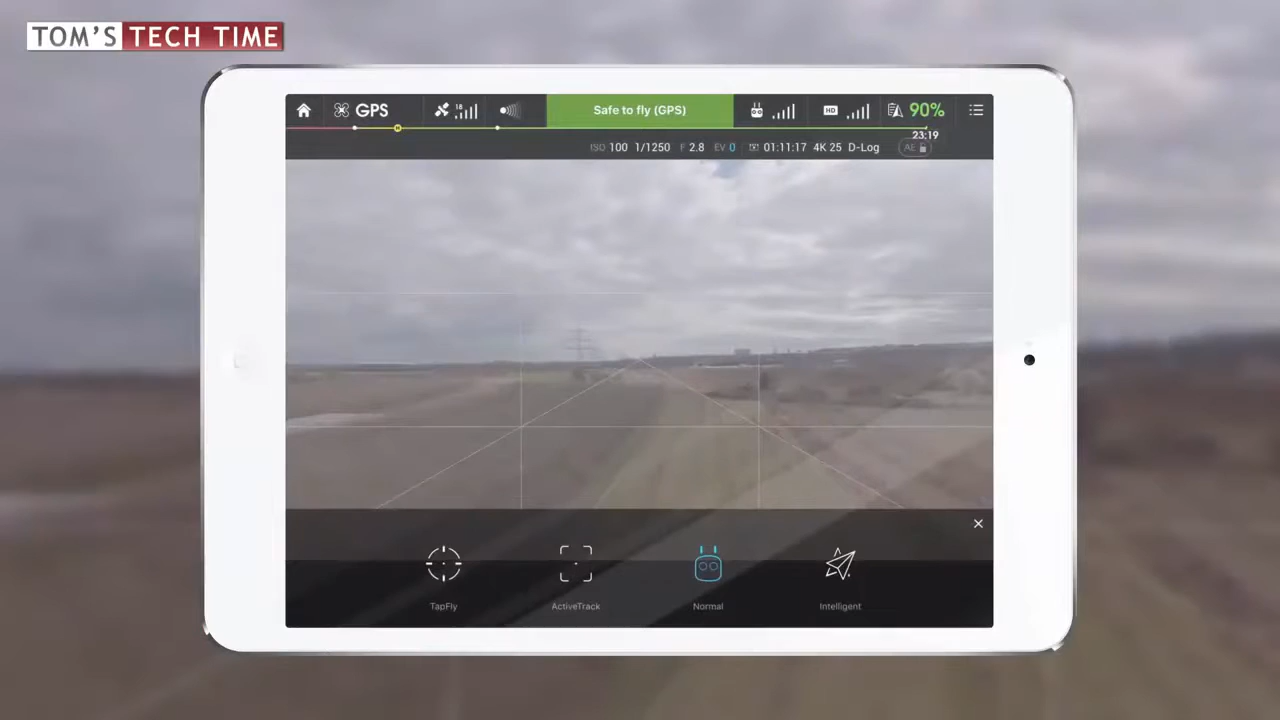 TOM'S TECH TIME
GPS 18 Safe to fly (GPS) HD 90%
23:19
ISO 100 1/1250 F 2.8 EV 0 01:11:17 4K 25 D-Log AE
H
TapFly ActiveTrack Normal Intelligent